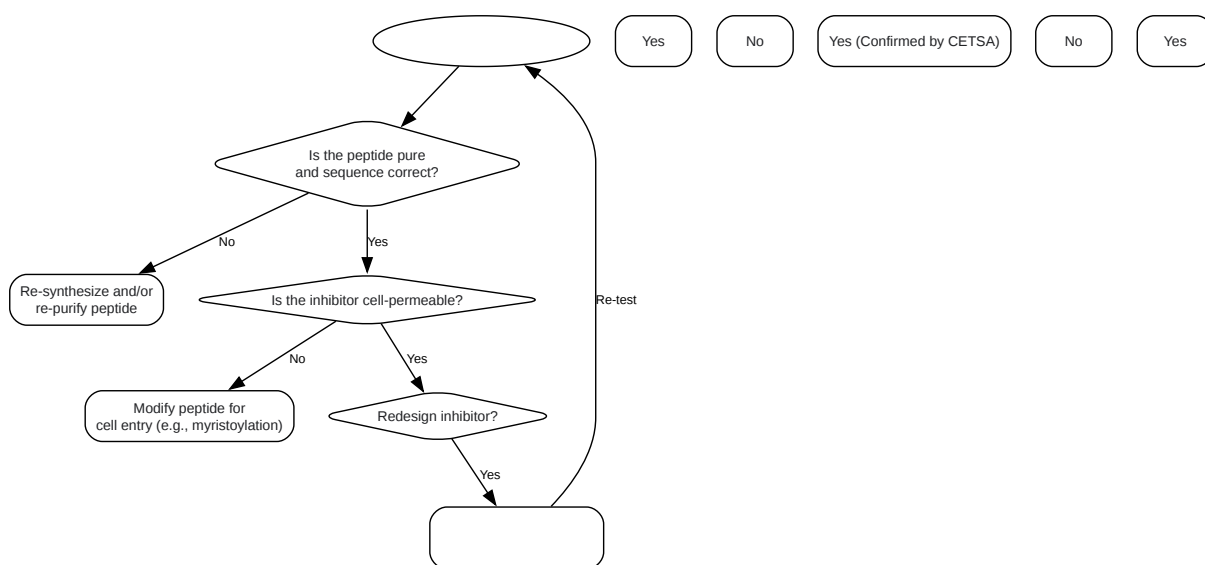 Yes
No
Yes (Confirmed by CETSA)
No
Yes
Is the peptide pure
and sequence correct?
No
Yes
Re-synthesize and/or
re-purify peptide
Is the inhibitor cell-permeable?
Re-test
No
Yes
Modify peptide for
cell entry (e.g., myristoylation)
Redesign inhibitor?
Yes